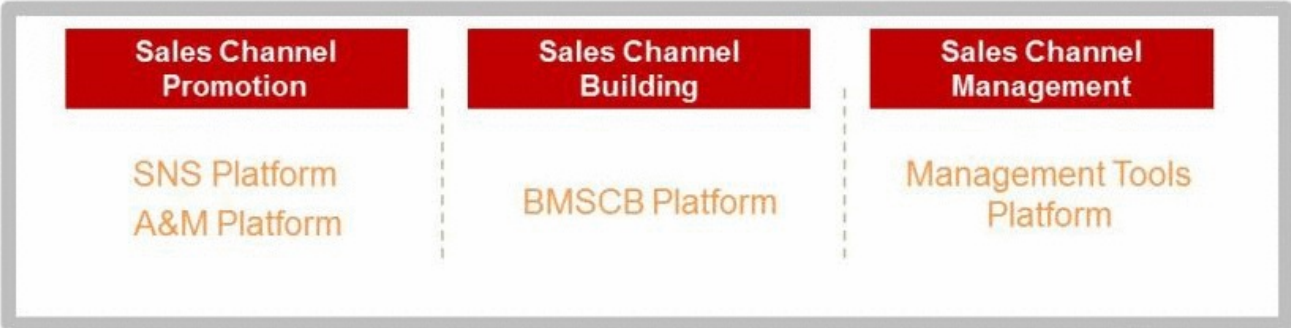 Sales Channel
Promotion
SNS Platform
A&M Platform
Sales Channel
Building
BMSCB Platform
Sales Channel
Management
Management Tools
Platform